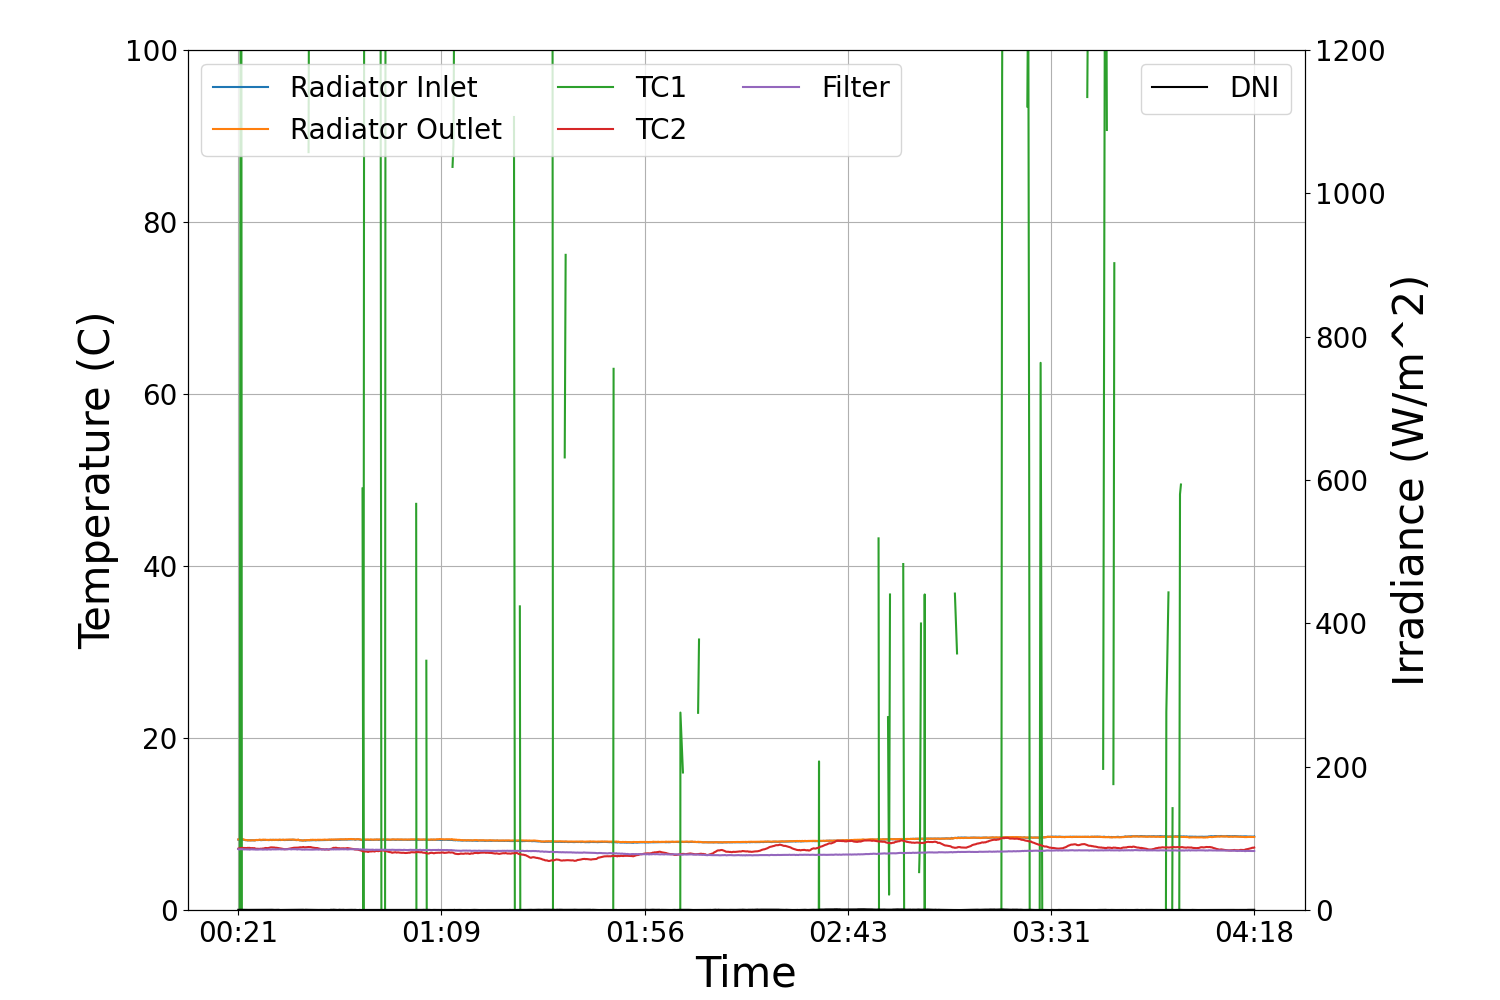 Radiator Inlet
Radiator Outlet
TC1
TC2
Filter
DNI
100
80
60
40
20
0
Temperature (C)
1200
1000
800
600
400
200
0
Irradiance (W/m^2)
00:21 01:09 01:56 02:43 03:31 04:18
Time